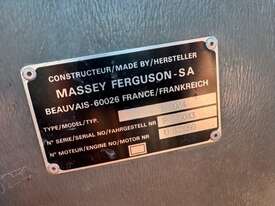 CONSTRUCTEUR/MADE BY/HERSTELLER
MASSEY FERGUSON-SA
BEAUVAIS-60026 FRANCE/FRANKREICH
TYPE/MODEL/TYP.
N° SERIE/SERIAL NO/FAHRGESTELL NR
N° MOTEUR/ENGINE NO/MOTOR NR